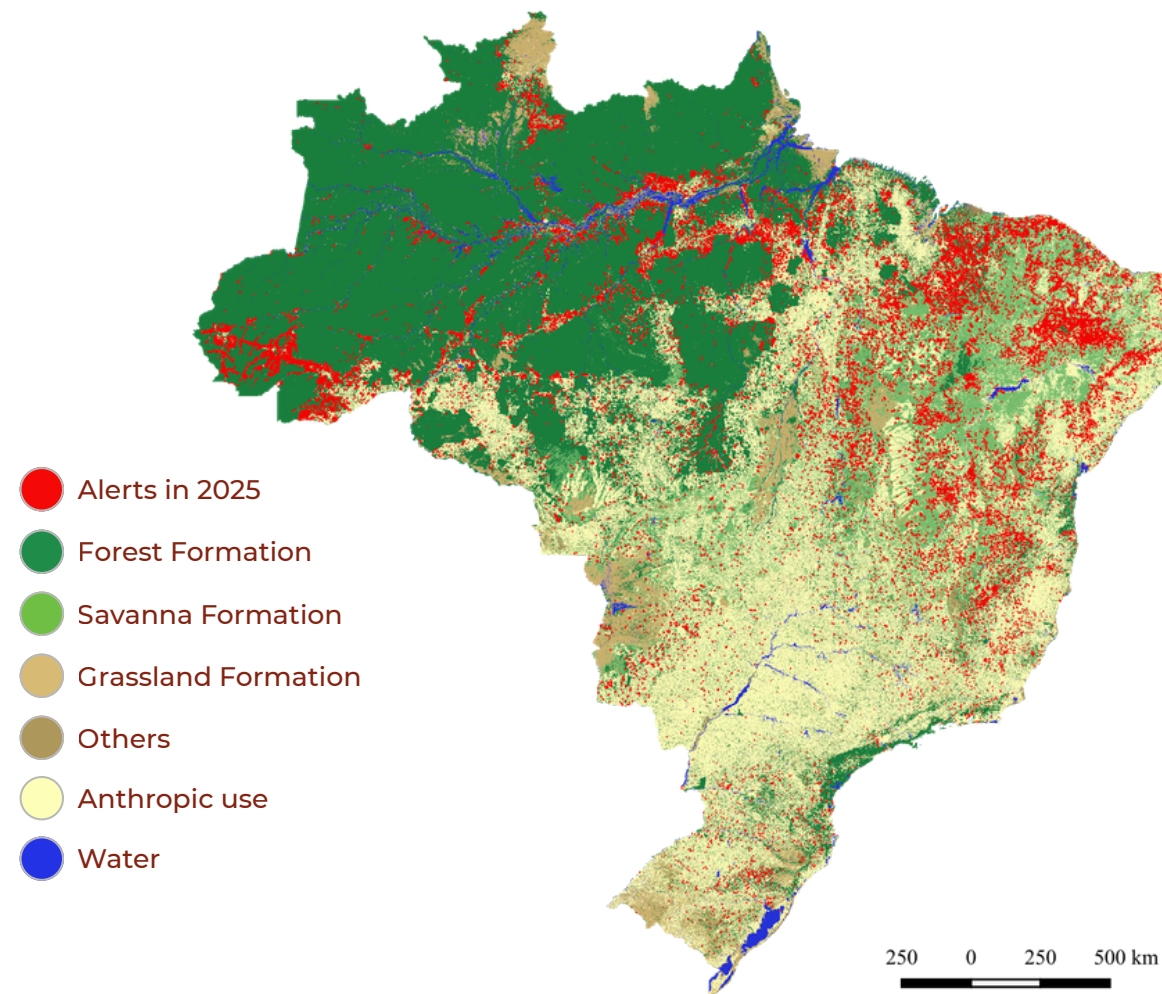 Alerts in 2025
Forest Formation
Savanna Formation
Grassland Formation
Others
Anthropic use
Water
250 0 250 500 km